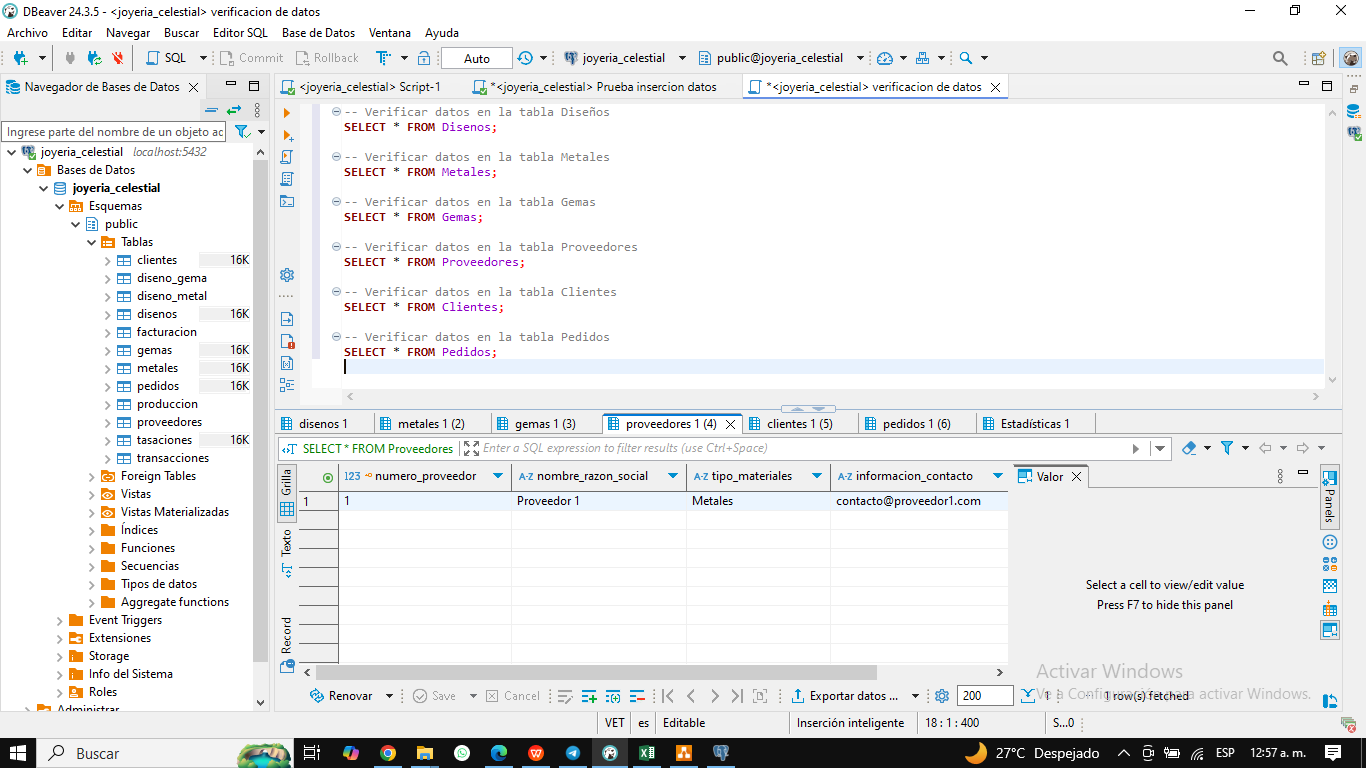 DBeaver 24.3.5 - <joyeria_celestial> verificacion de datos
Archivo Editar Navegar Buscar Editor SQL Base de Datos Ventana Ayuda
SQL Commit Rollback Auto joyeria_celestial public@joyeria_celestial
Navegador de Bases de Datos
<joyeria_celestial> Script-1 *<joyeria_celestial> Prueba insercion datos *<joyeria_celestial> verificacion de datos
Ingrese parte del nombre de un objeto ac
joyeria_celestial localhost:5432
Bases de Datos
joyeria_celestial
Esquemas
public
Tablas
clientes 16K
diseno_gema
diseno_metal
disenos 16K
facturacion
gemas 16K
metales 16K
pedidos 16K
produccion
proveedores
tasaciones 16K
transacciones
Foreign Tables
Vistas
Vistas Materializadas
Índices
Funciones
Secuencias
Tipos de datos
Aggregate functions
Event Triggers
Extensiones
Storage
Info del Sistema
Roles
Administrar
-- Verificar datos en la tabla Diseños
SELECT * FROM Disenos;
-- Verificar datos en la tabla Metales
SELECT * FROM Metales;
-- Verificar datos en la tabla Gemas
SELECT * FROM Gemas;
-- Verificar datos en la tabla Proveedores
SELECT * FROM Proveedores;
-- Verificar datos en la tabla Clientes
SELECT * FROM Clientes;
-- Verificar datos en la tabla Pedidos
SELECT * FROM Pedidos;
disenos 1 metales 1 (2) gemas 1 (3) proveedores 1 (4) clientes 1 (5) pedidos 1 (6) Estadísticas 1
SELECT * FROM Proveedores Enter a SQL expression to filter results (use Ctrl+Space)
Grilla
Texto
Record
123 numero_proveedor A-Z nombre_razon_social A-Z tipo_materiales A-Z informacion_contacto
1 1 Proveedor 1 Metales contacto@proveedor1.com
Valor
Select a cell to view/edit value
Press F7 to hide this panel
Panels
Activar Windows
Ve a Configuración para activar Windows.
Renovar Save Cancel Exportar datos ... 200 1 1 row(s) fetched
VET es Editable Inserción inteligente 18 : 1 : 400 S...0
Buscar 27°C Despejado ESP 12:57 a. m.